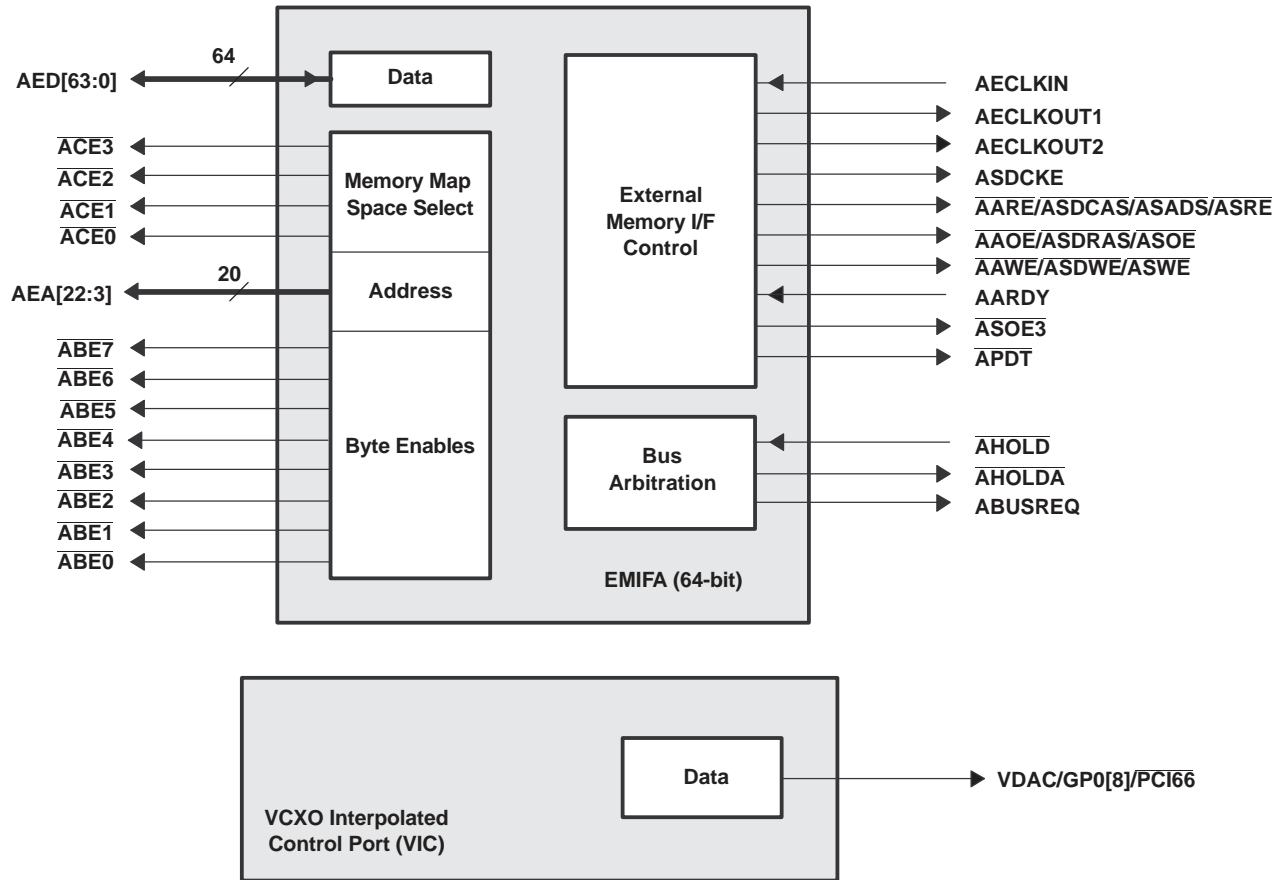 64
AED[63:0]
Data
ACE3
ACE2
ACE1
ACE0
Memory Map
Space Select
20
AEA[22:3]
Address
ABE7
ABE6
ABE5
ABE4
ABE3
ABE2
ABE1
ABE0
Byte Enables
External
Memory I/F
Control
AECLKIN
AECLKOUT1
AECLKOUT2
ASDCKE
AARE/ASDCAS/ASADS/ASRE
AAOE/ASDRAS/ASOE
AAWE/ASDWE/ASWE
AARDY
ASOE3
APDT
Bus
Arbitration
AHOLD
AHOLDA
ABUSREQ
EMIFA (64-bit)
Data
VDAC/GP0[8]/PCI66
VCXO Interpolated
Control Port (VIC)